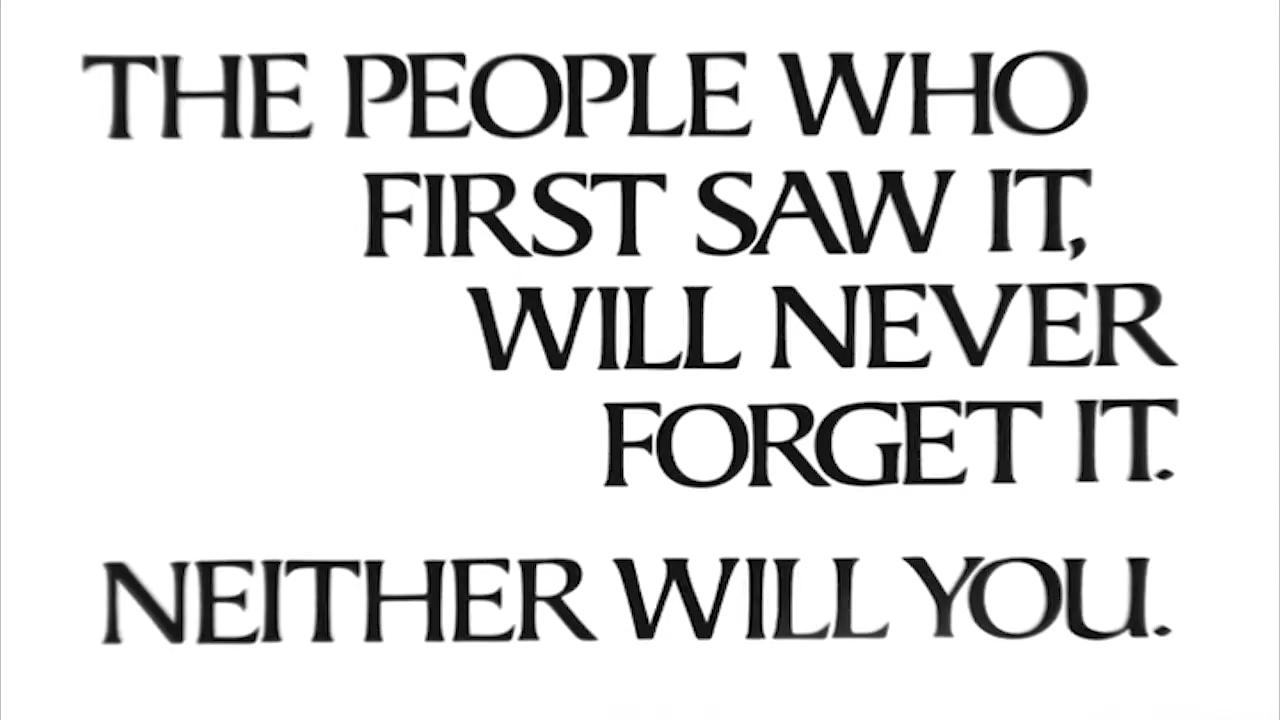 THE PEOPLE WHO
FIRST SAW IT,
WILL NEVER
FORGET IT.
NEITHER WILL YOU.